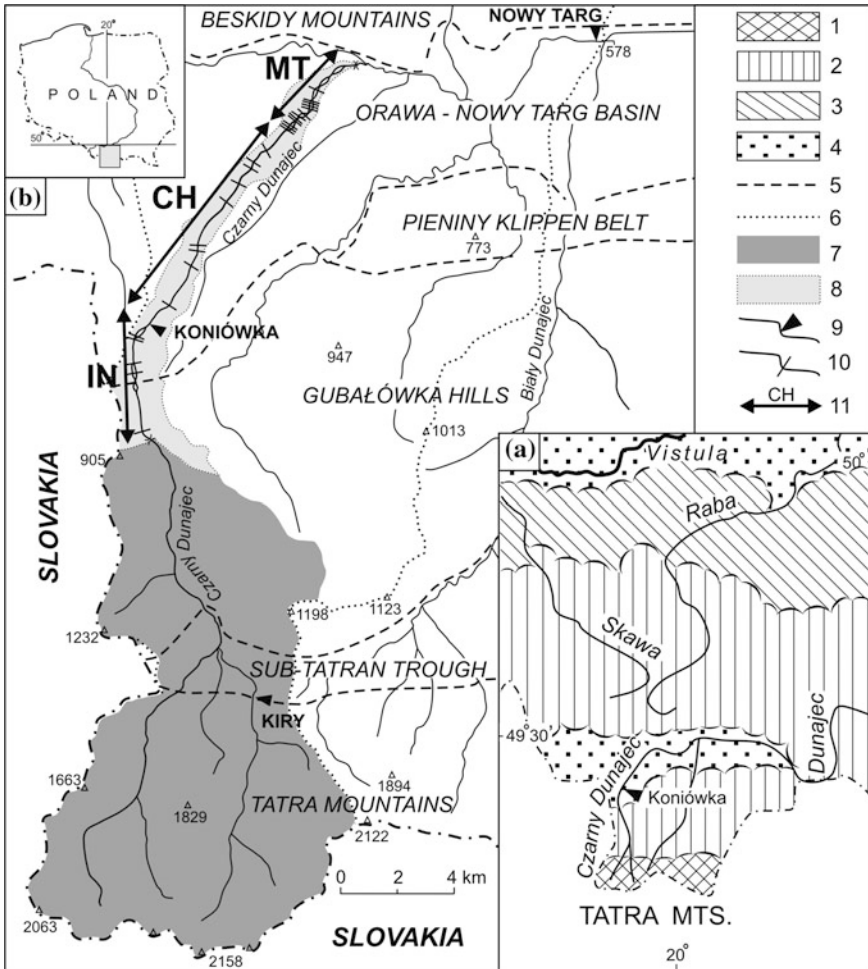 BESKIDY MOUNTAINS
NOWY TARG
578
20°
POLAND
50°
(b)
MT
ORAWA - NOWY TARG BASIN
CH
Czarny Dunajec
PIENINY KLIPPEN BELT
773
KONIÓWKA
947
IN
GUBAŁÓWKA HILLS
Biały Dunajec
1013
905
SLOVAKIA
Czarny Dunajec
1198
1123
1232
SUB-TATRAN TROUGH
KIRY
1663
1829
1894
TATRA MOUNTAINS
2122
0 2 4 km
2063
2158
SLOVAKIA
1
2
3
4
5
6
7
8
9
10
CH 11
(a)
Vistula
50°
Raba
Skawa
49°30'
Dunajec
Czarny Dunajec
Koniówka
TATRA MTS.
20°